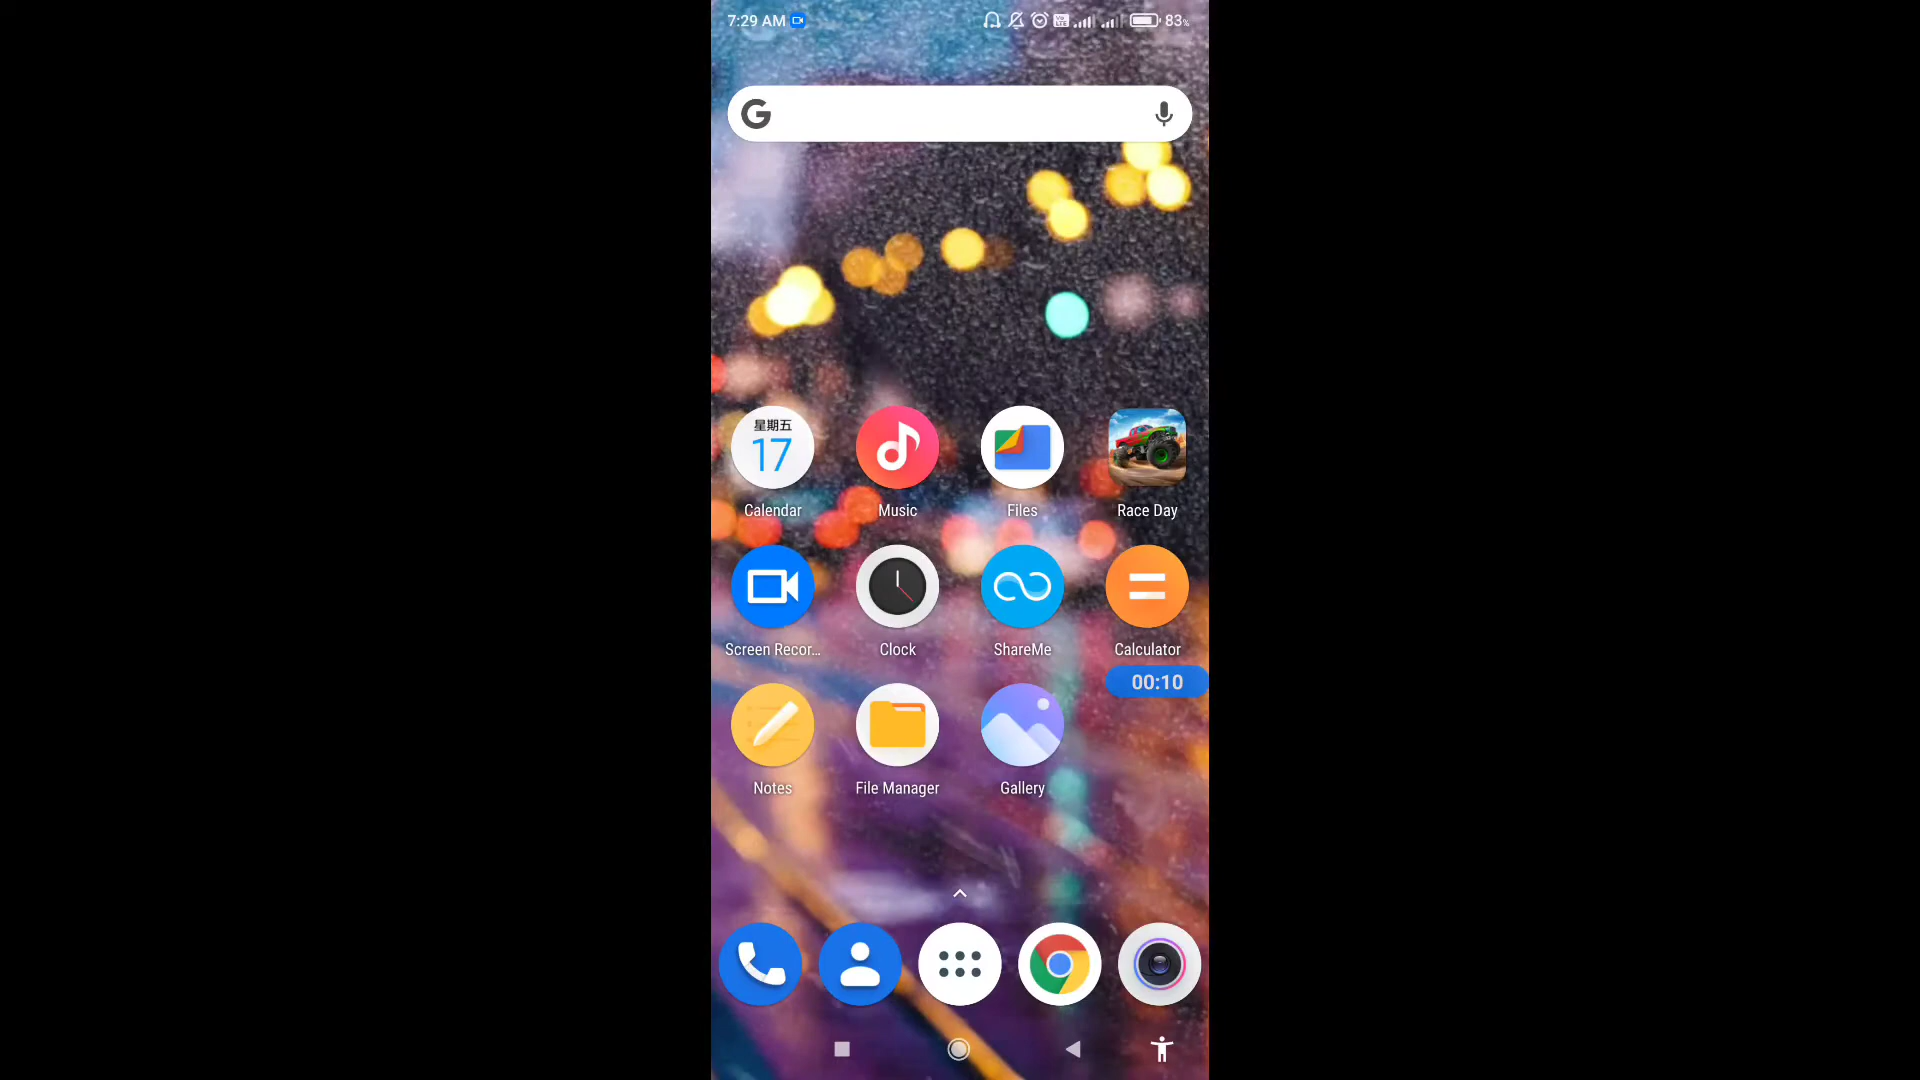 7:29 AM
83%
星期五
17
Calendar
Music
Files
Race Day
Screen Recor...
Clock
ShareMe
Calculator
00:10
Notes
File Manager
Gallery